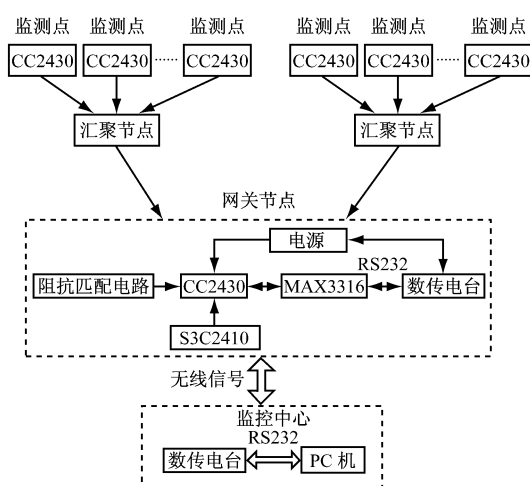 监测点 监测点 监测点 监测点 监测点 监测点
CC2430 CC2430 ...... CC2430 CC2430 CC2430 ...... CC2430
汇聚节点 汇聚节点
网关节点
电源
RS232
阻抗匹配电路 CC2430 MAX3316 数传电台
S3C2410
无线信号
监控中心
RS232
数传电台 PC 机